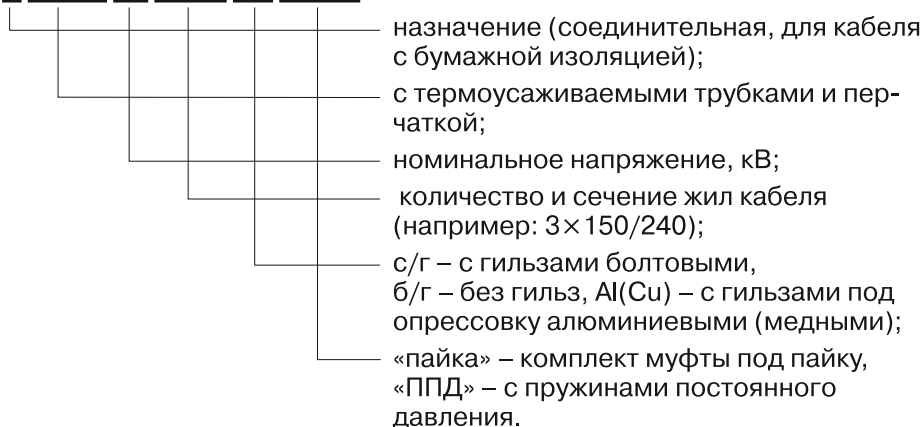 назначение (соединительная, для кабеля
с бумажной изоляцией);
с термоусаживаемыми трубками и пер-
чаткой;
номинальное напряжение, кВ;
количество и сечение жил кабеля
(например: 3×150/240);
с/г – с гильзами болтовыми,
б/г – без гильз, Al(Cu) – с гильзами под
опрессовку алюминиевыми (медными);
«пайка» – комплект муфты под пайку,
«ППД» – с пружинами постоянного
давления.